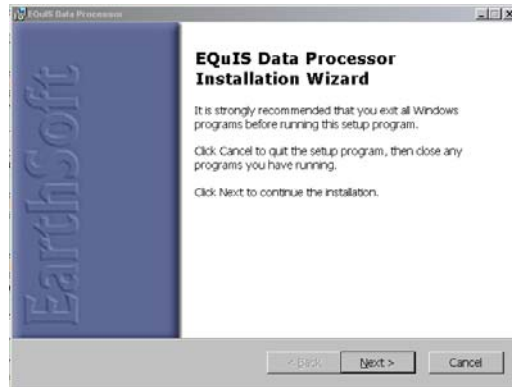 EQuIS Data Processor
EarthSoft
EQuIS Data Processor
Installation Wizard
It is strongly recommended that you exit all Windows
programs before running this setup program.
Click Cancel to quit the setup program, then close any
programs you have running.
Click Next to continue the installation.
< Back
Next >
Cancel